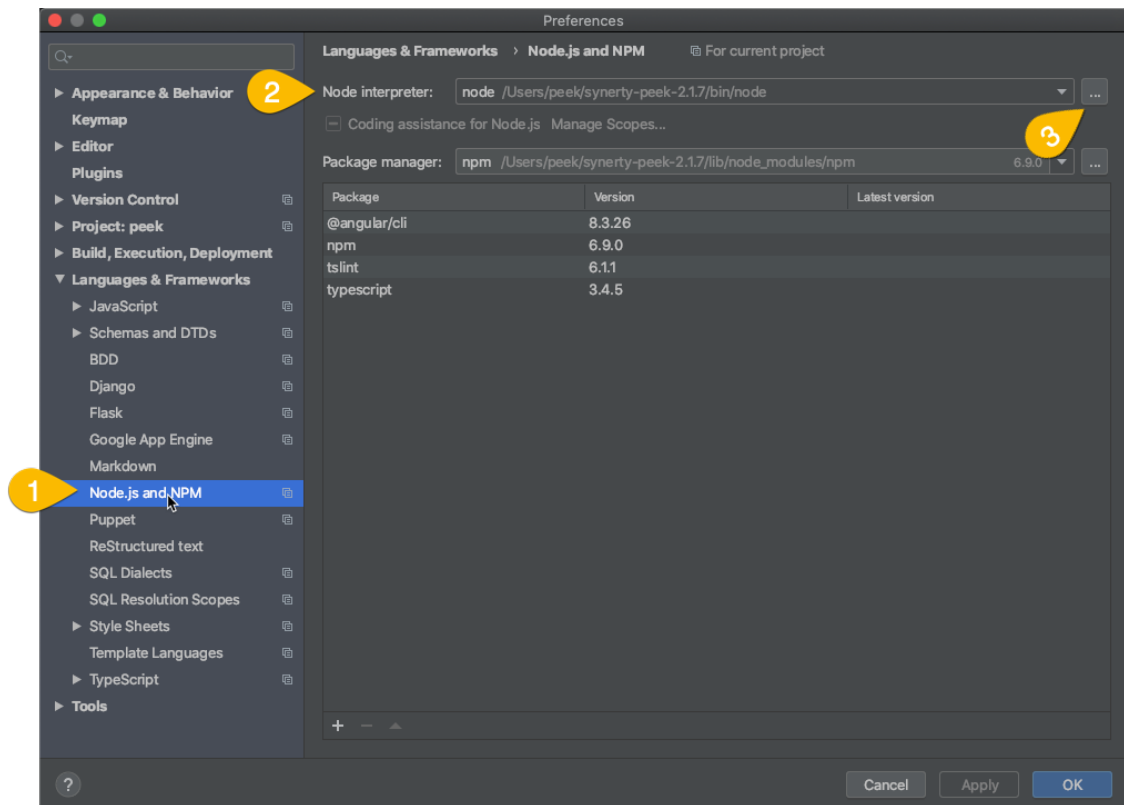 Preferences
Languages & Frameworks › Node.js and NPM For current project
Node interpreter: node /Users/peek/synerty-peek-2.1.7/bin/node ...
Coding assistance for Node.js Manage Scopes...
Package manager: npm /Users/peek/synerty-peek-2.1.7/lib/node_modules/npm 6.9.0 ...
Package Version Latest version
@angular/cli 8.3.26
npm 6.9.0
tslint 6.1.1
typescript 3.4.5
Appearance & Behavior
Keymap
Editor
Plugins
Version Control
Project: peek
Build, Execution, Deployment
Languages & Frameworks
JavaScript
Schemas and DTDs
BDD
Django
Flask
Google App Engine
Markdown
Node.js and NPM
Puppet
ReStructured text
SQL Dialects
SQL Resolution Scopes
Style Sheets
Template Languages
TypeScript
Tools
1
2
3
?
Cancel
Apply
OK